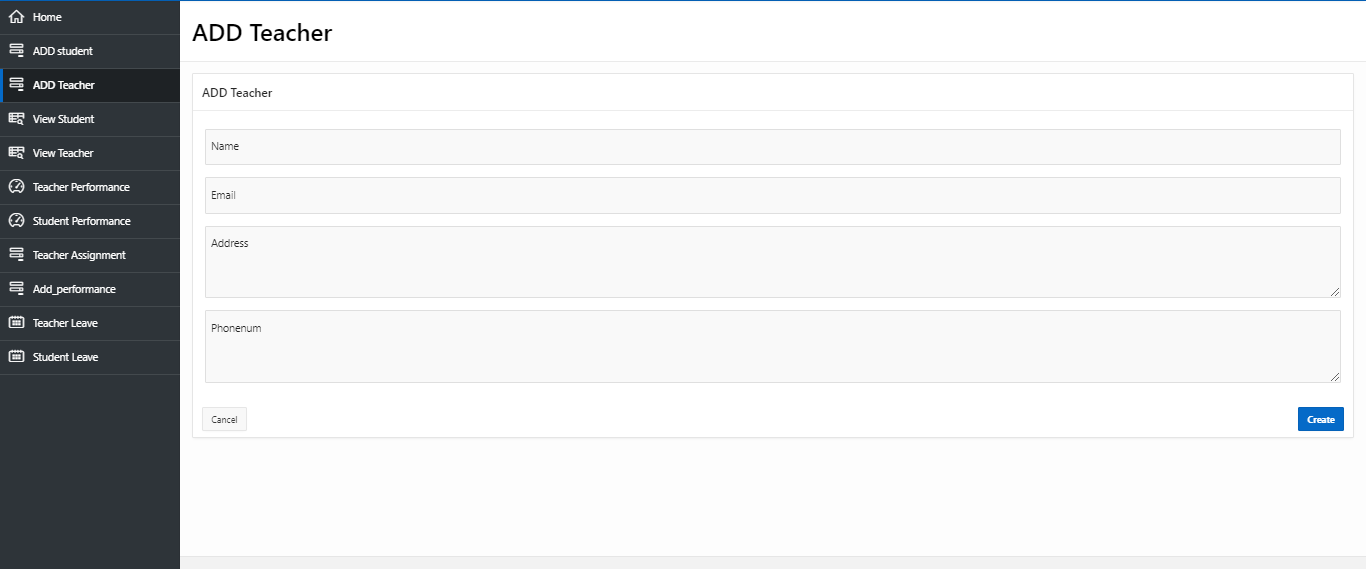 Home
ADD student
ADD Teacher
View Student
View Teacher
Teacher Performance
Student Performance
Teacher Assignment
Add_performance
Teacher Leave
Student Leave
ADD Teacher
ADD Teacher
Name
Email
Address
Phonenum
Cancel
Create